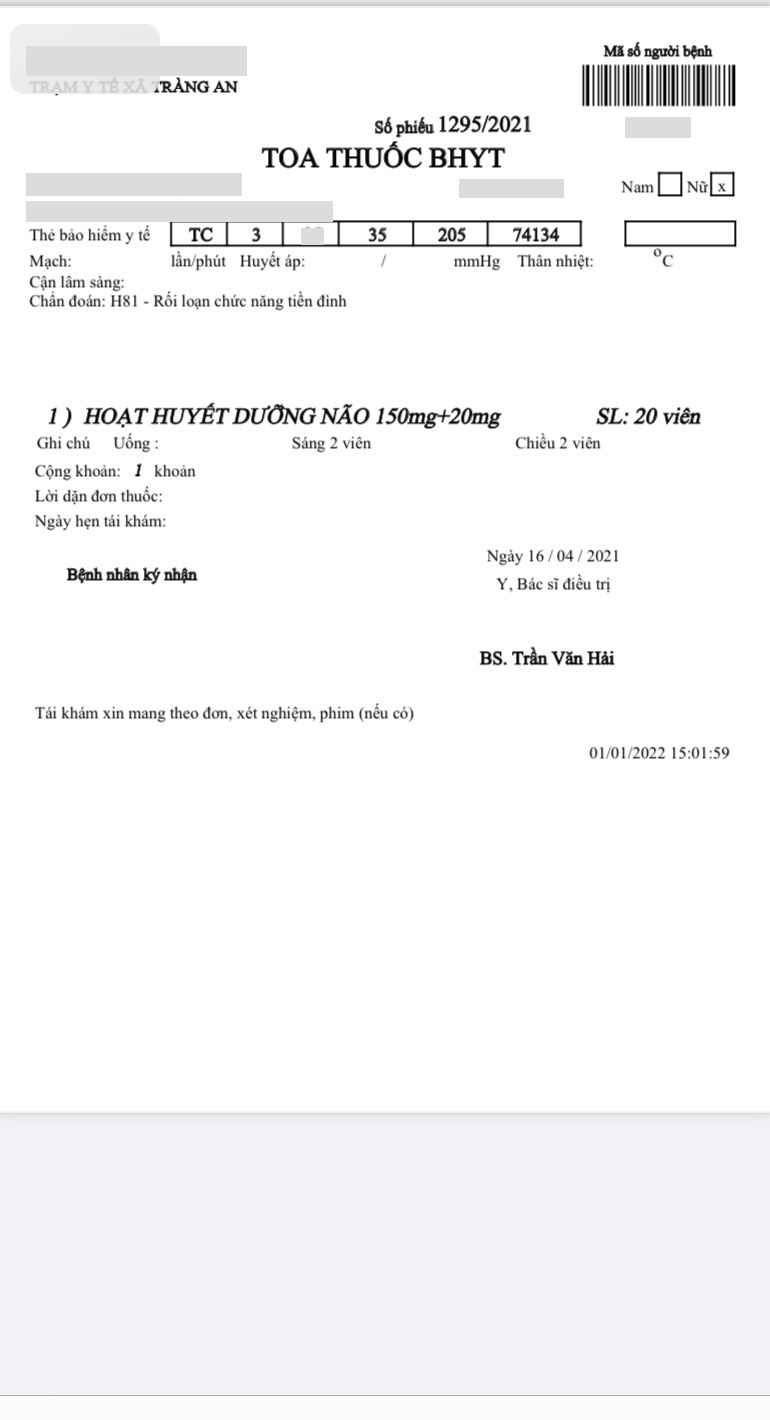 Mã số người bệnh
TRẠM Y TẾ XÃ TRÀNG AN
Số phiếu 1295/2021
TOA THUỐC BHYT
Nam Nữ x
Thẻ bảo hiểm y tế TC 3 35 205 74134
Mạch: lần/phút Huyết áp: / mmHg Thân nhiệt: °C
Cận lâm sàng:
Chẩn đoán: H81 - Rối loạn chức năng tiền đình
1 ) HOẠT HUYẾT DƯỠNG NÃO 150mg+20mg SL: 20 viên
Ghi chú Uống : Sáng 2 viên Chiều 2 viên
Cộng khoản: 1 khoản
Lời dặn đơn thuốc:
Ngày hẹn tái khám:
Ngày 16 / 04 / 2021
Bệnh nhân ký nhận
Y, Bác sĩ điều trị
BS. Trần Văn Hải
Tái khám xin mang theo đơn, xét nghiệm, phim (nếu có)
01/01/2022 15:01:59